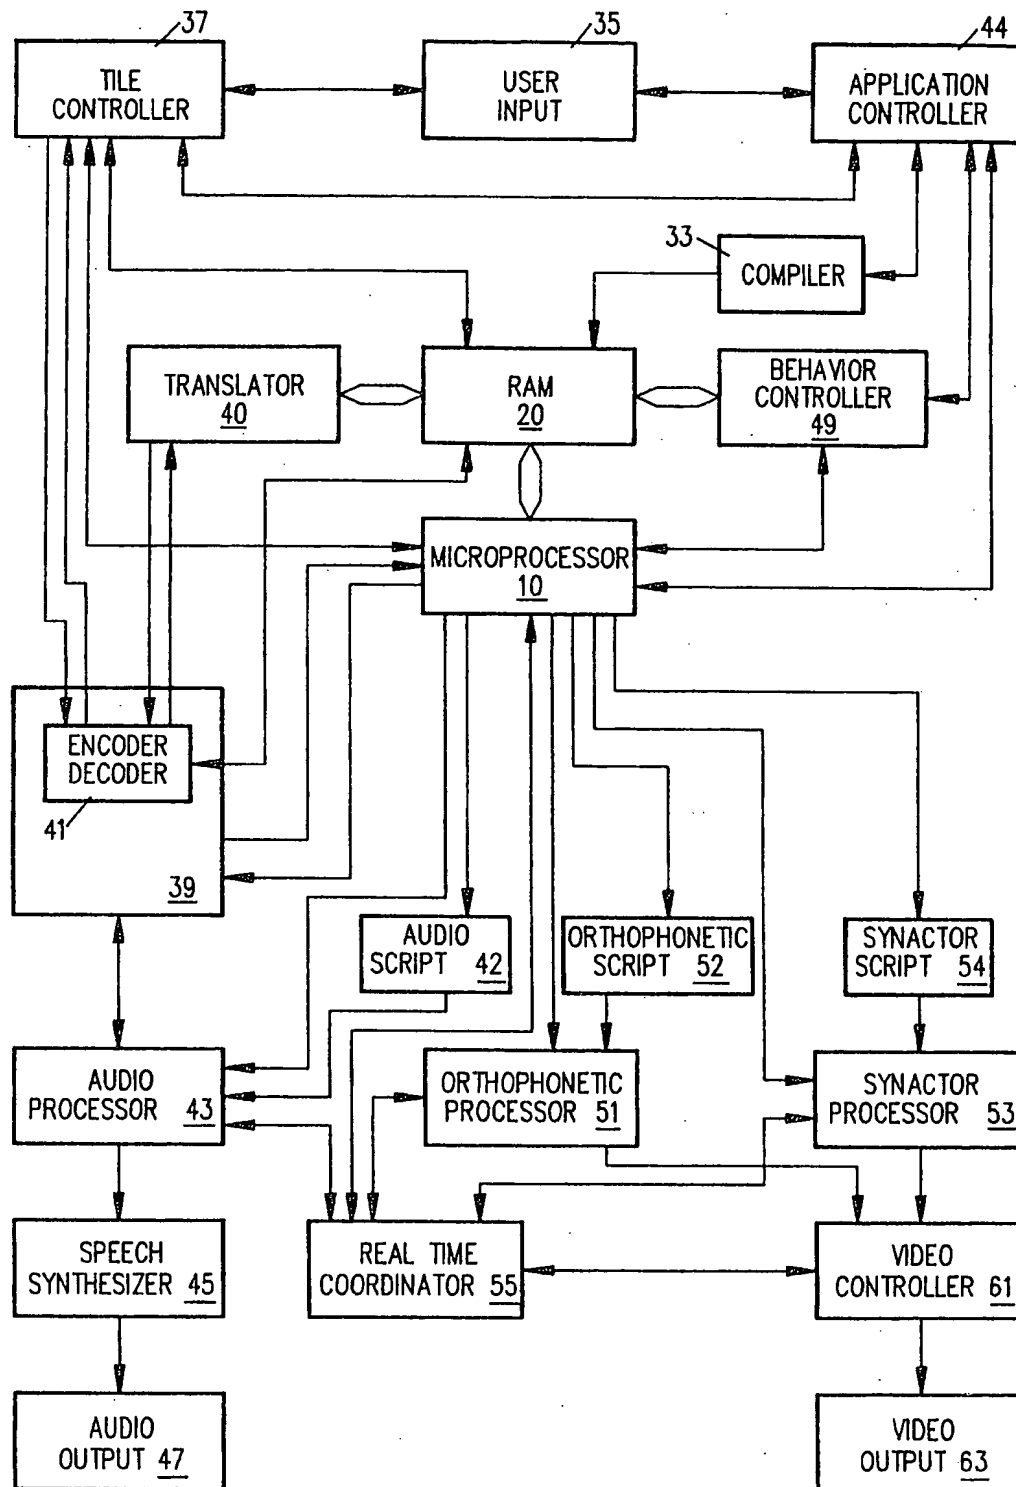 37
35
44
TILE
CONTROLLER
USER
INPUT
APPLICATION
CONTROLLER
33
COMPILER
TRANSLATOR
40
RAM
20
BEHAVIOR
CONTROLLER
49
MICROPROCESSOR
10
ENCODER
DECODER
41
39
AUDIO
SCRIPT 42
ORTHOPHONETIC
SCRIPT 52
SYNACTOR
SCRIPT 54
AUDIO
PROCESSOR 43
ORTHOPHONETIC
PROCESSOR 51
SYNACTOR
PROCESSOR 53
SPEECH
SYNTHESIZER 45
REAL TIME
COORDINATOR 55
VIDEO
CONTROLLER 61
AUDIO
OUTPUT 47
VIDEO
OUTPUT 63